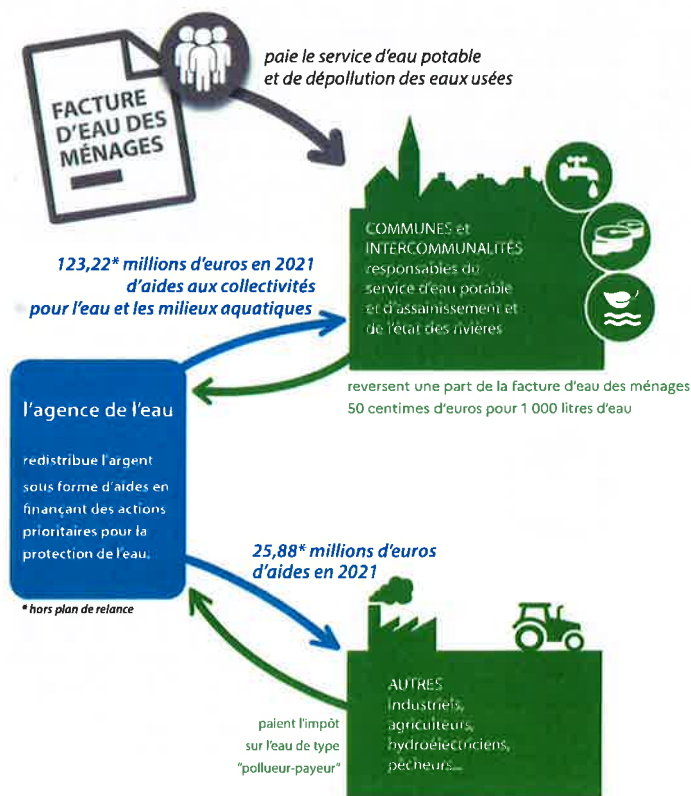 paie le service d'eau potable
et de dépollution des eaux usées
FACTURE
D'EAU DES
MÉNAGES
COMMUNES et
INTERCOMMUNALITÉS
responsables du
service d'eau potable
et d'assainissement et
de l'état des rivières
123,22* millions d'euros en 2021
d'aides aux collectivités
pour l'eau et les milieux aquatiques
reversent une part de la facture d'eau des ménages
50 centimes d'euros pour 1 000 litres d'eau
l'agence de l'eau
redistribue l'argent
sous forme d'aides en
finançant des actions
prioritaires pour la
protection de l'eau.
25,88* millions d'euros
d'aides en 2021
* hors plan de relance
AUTRES
industriels,
agriculteurs,
hydroélectriciens,
pêcheurs...
paient l'impôt
sur l'eau de type
"pollueur-payeur"